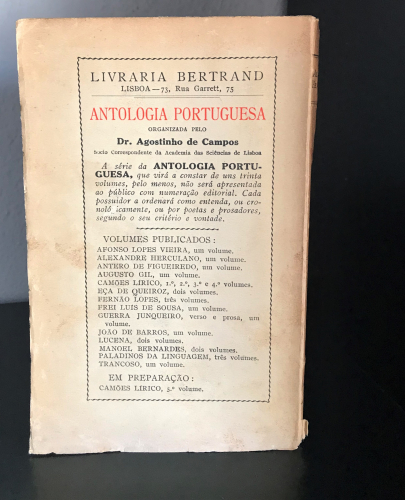 LIVRARIA BERTRAND
LISBOA — 73, Rua Garrett, 75
ANTOLOGIA PORTUGUESA
ORGANIZADA PELO
Dr. Agostinho de Campos
Sócio Correspondente da Academia das Sciências de Lisboa
A série da ANTOLOGIA PORTU-
GUESA, que virá a constar de uns trinta
volumes, pelo menos, não será apresentada
ao público com numeração editorial. Cada
possuidor a ordenará como entenda, ou cro-
nológicamente, ou por poetas e prosadores,
segundo o seu critério e vontade.
VOLUMES PUBLICADOS:
AFONSO LOPES VIEIRA, um volume.
ALEXANDRE HERCULANO, um volume.
ANTERO DE FIGUEIREDO, um volume.
AUGUSTO GIL, um volume.
CAMÕES LIRICO, 1.º, 2.º, 3.º e 4.º volumes.
EÇA DE QUEIROZ, dois volumes.
FERNÃO LOPES, três volumes.
FREI LUIS DE SOUSA, um volume.
GUERRA JUNQUEIRO, verso e prosa, um
volume.
JOÃO DE BARROS, um volume.
LUCENA, dois volumes.
MANOEL BERNARDES, dois volumes.
PALADINOS DA LINGUAGEM, três volumes.
TRANCOSO, um volume.
EM PREPARAÇÃO:
CAMÕES LIRICO, 5.º volume.